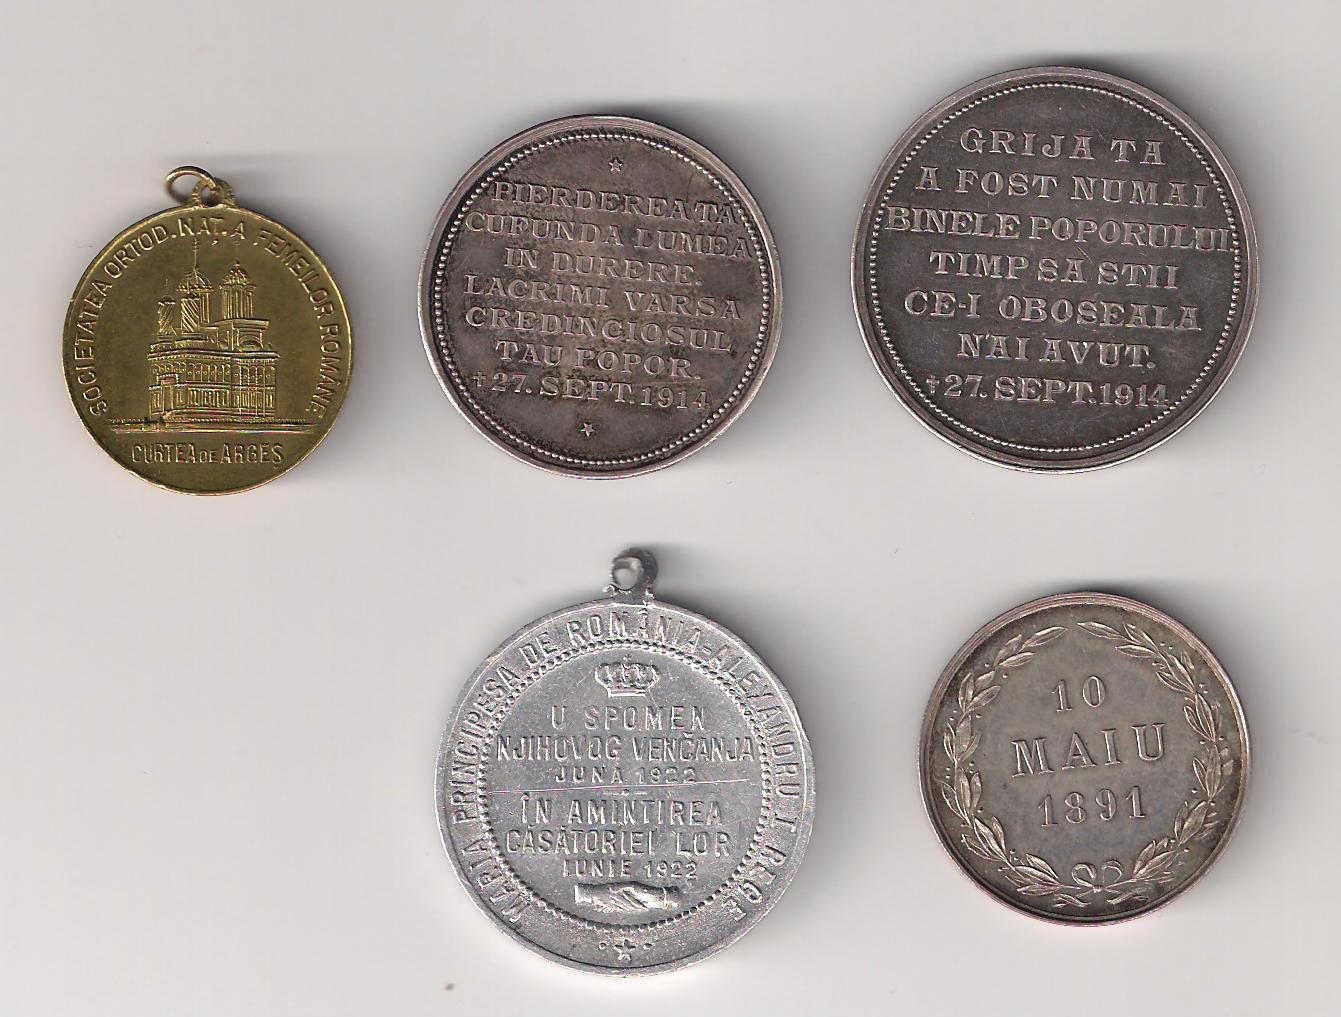 SOCIETATEA ORTOD. NAȚ. A FEMEILOR ROMÂNE
CURTEA DE ARGEȘ
PIERDEREA TA
CUFUNDA LUMEA
IN DURERE.
LACRIMI VARSA
CREDINCIOSUL
TAU POPOR.
† 27. SEPT. 1914
GRIJA TA
A FOST NUMAI
BINELE POPORULUI
TIMP SA STII
CE-I OBOSEALA
N'AI AVUT.
† 27. SEPT. 1914.
MARIA PRINCIPESA DE ROMÂNIA-ALEXANDRU I REGE
U SPOMEN
NJIHOVOG VENČANJA
JUNA 1922
ÎN AMINTIREA
CĂSĂTORIEI LOR
IUNIE 1922
10
MAIU
1891